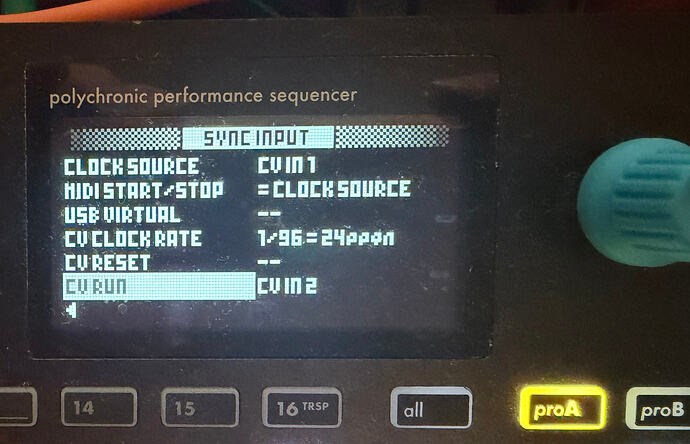 polychronic performance sequencer
SYNC INPUT
CLOCK SOURCE CV IN 1
MIDI START/STOP = CLOCK SOURCE
USB VIRTUAL --
CV CLOCK RATE 1/96 = 24ppqn
CV RESET --
CV RUN CV IN 2
14 15 16 TRSP all proA proB